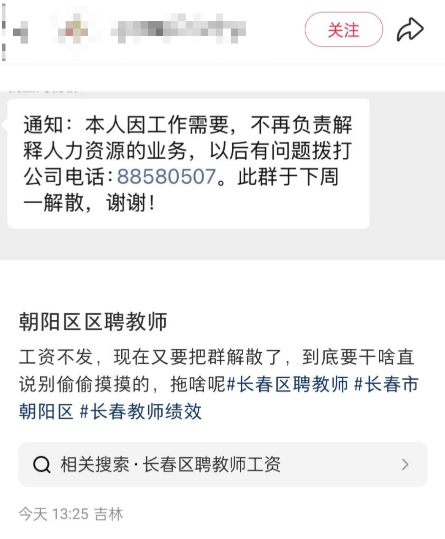 关注
通知：本人因工作需要，不再负责解
释人力资源的业务，以后有问题拨打
公司电话：88580507。此群于下周
一解散，谢谢！
朝阳区区聘教师
工资不发，现在又要把群解散了，到底要干啥直
说别偷偷摸摸的，拖啥呢#长春区聘教师 #长春市
朝阳区 #长春教师绩效
相关搜索·长春区聘教师工资
今天 13:25 吉林